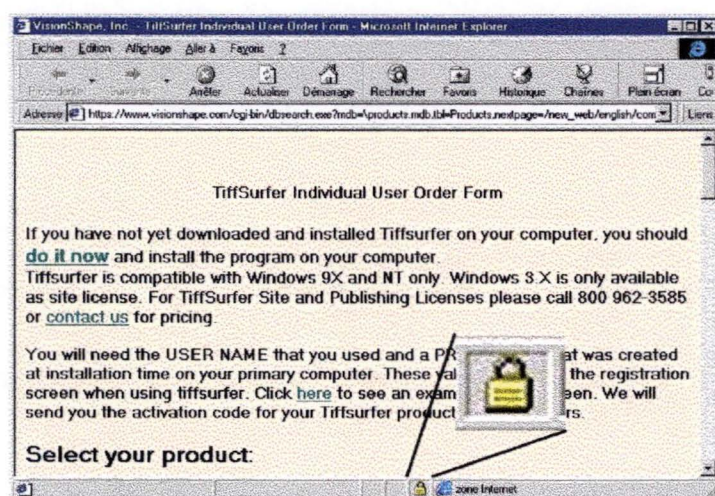 VisionShape, Inc. - TiffSurfer Individual User Order Form - Microsoft Internet Explorer
Fichier Edition Affichage Aller à Favoris ?
Précédente Suivante Arrêter Actualiser Démarrage Rechercher Favoris Historique Chaînes Plein écran Co
Adresse https://www.visionshape.com/cgi-bin/dbsearch.exe?mdb=\products.mdb,tbl=Products,nextpage=/new_web/english/com Liens
TiffSurfer Individual User Order Form
If you have not yet downloaded and installed Tiffsurfer on your computer, you should
do it now and install the program on your computer.
Tiffsurfer is compatible with Windows 9X and NT only. Windows 3.X is only available
as site license. For TiffSurfer Site and Publishing Licenses please call 800 962-3585
or contact us for pricing.
You will need the USER NAME that you used and a PR at was created
at installation time on your primary computer. These val the registration
screen when using tiffsurfer. Click here to see an exam een. We will
send you the activation code for your Tiffsurfer product rs.
Select your product:
zone Internet